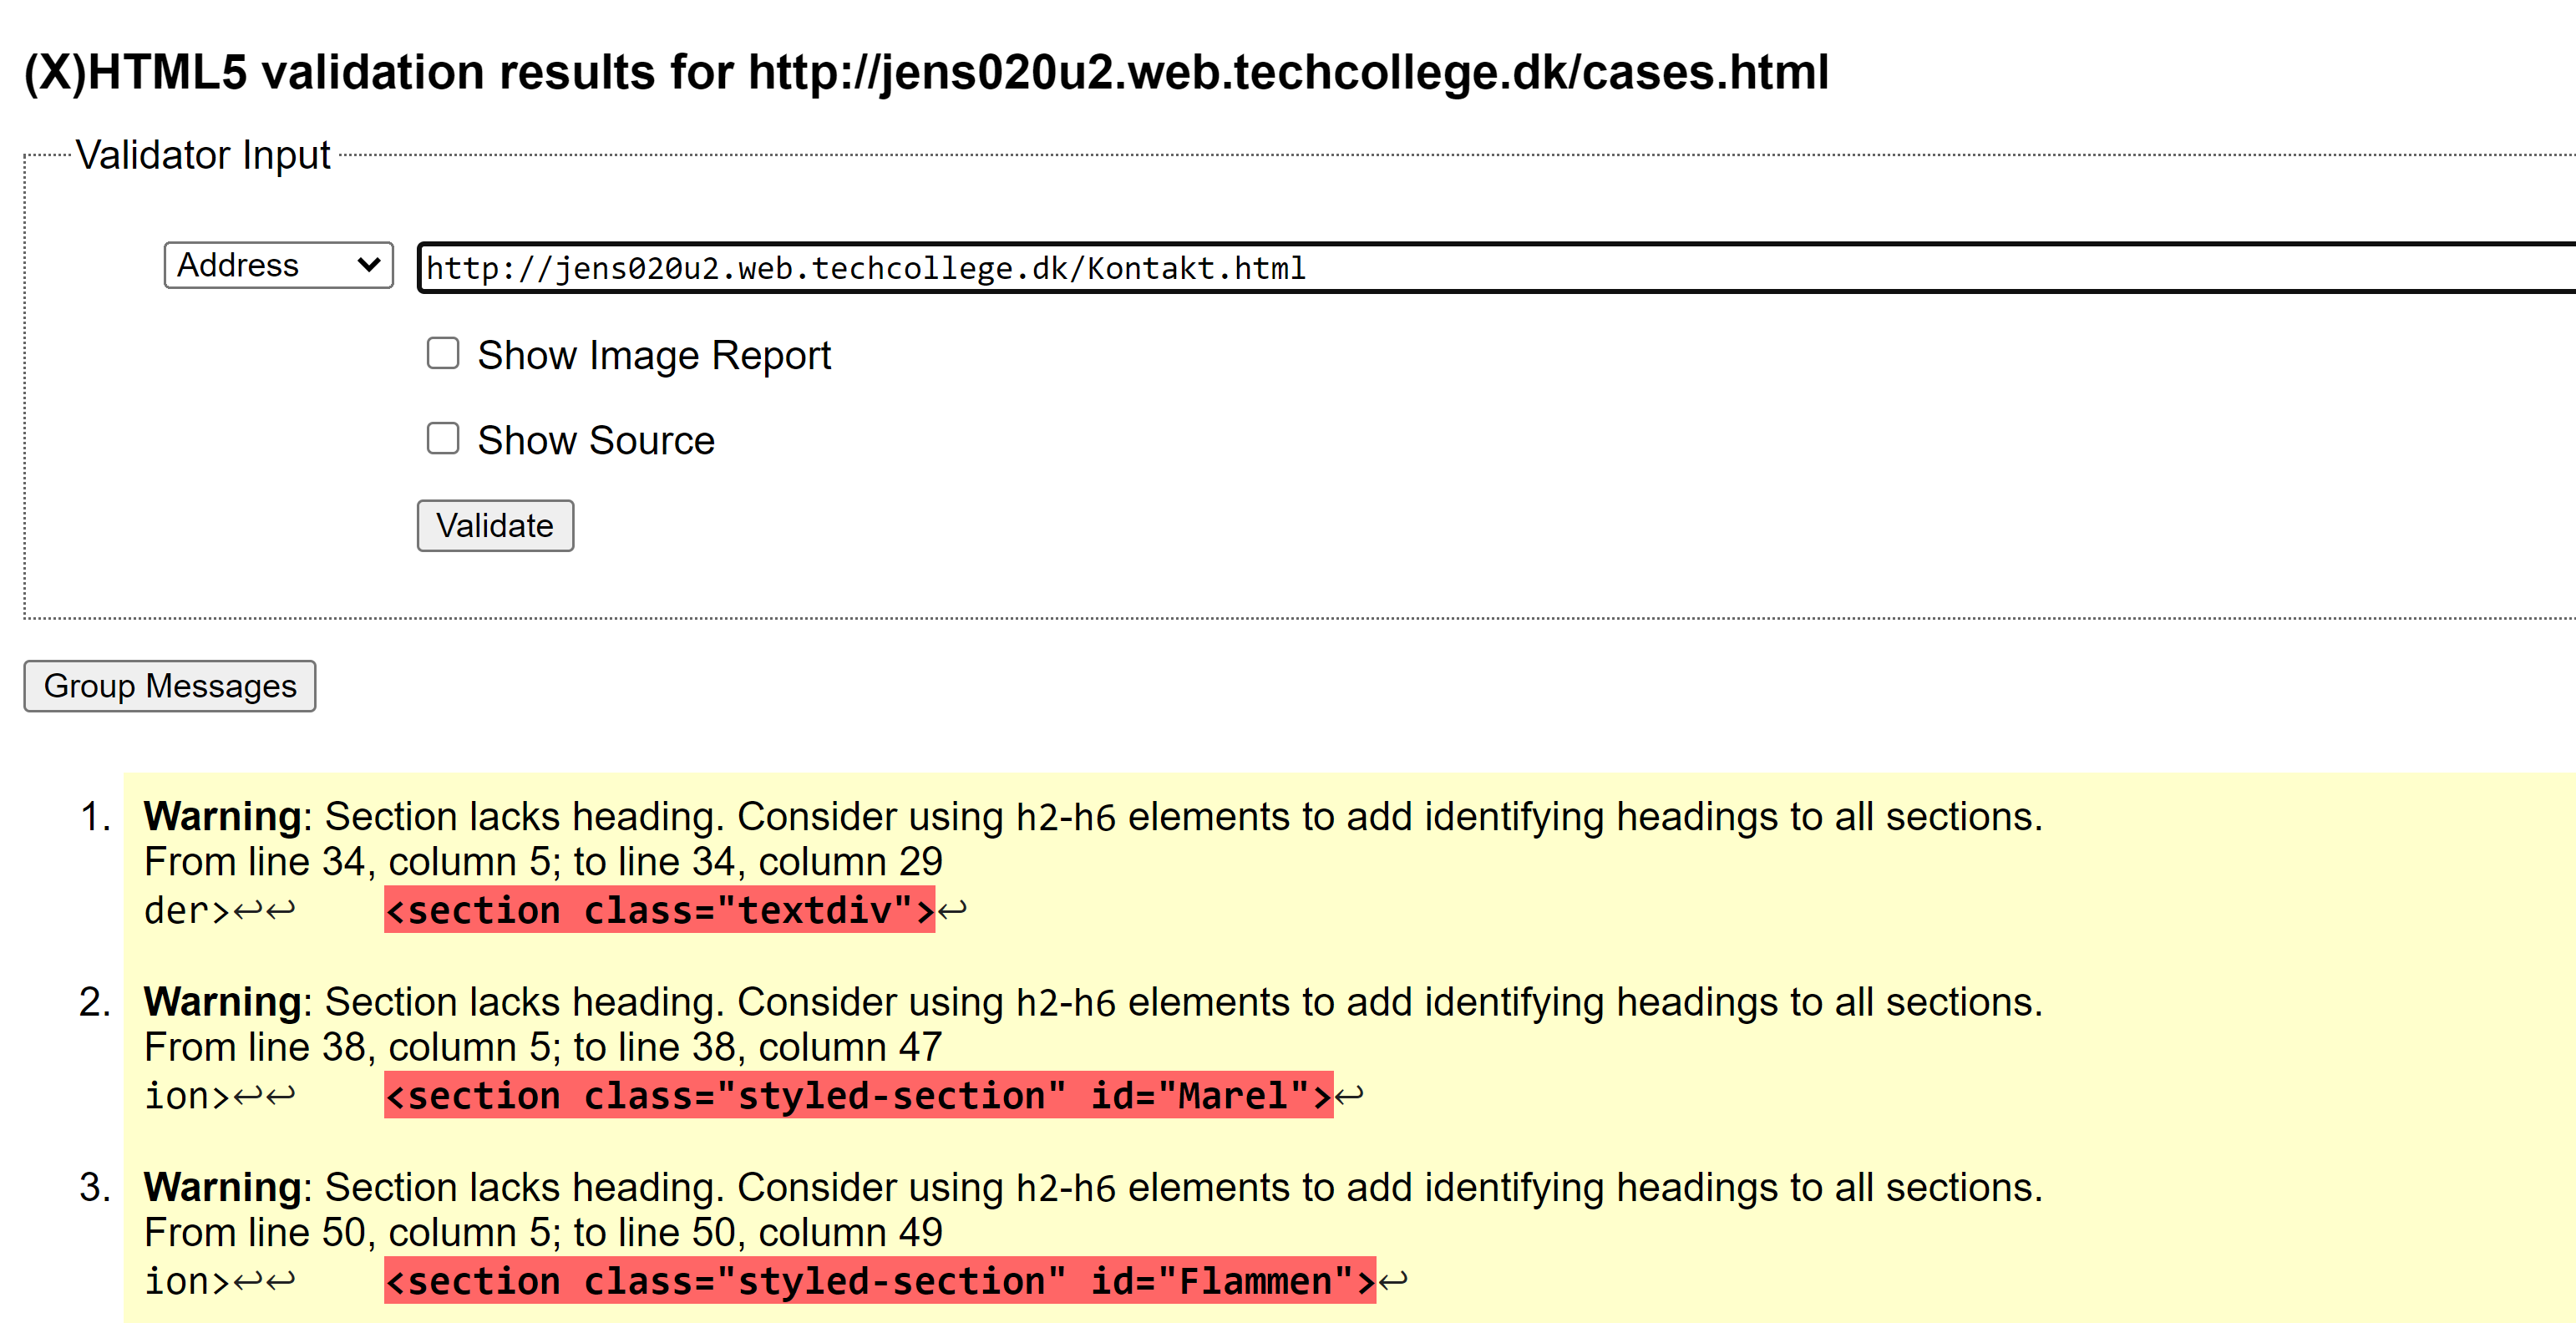 (X)HTML5 validation results for http://jens020u2.web.techcollege.dk/cases.html
Validator Input
Address http://jens020u2.web.techcollege.dk/Kontakt.html
Show Image Report
Show Source
Validate
Group Messages
1. Warning: Section lacks heading. Consider using h2-h6 elements to add identifying headings to all sections.
From line 34, column 5; to line 34, column 29
der>↩↩    <section class="textdiv">↩
2. Warning: Section lacks heading. Consider using h2-h6 elements to add identifying headings to all sections.
From line 38, column 5; to line 38, column 47
ion>↩↩    <section class="styled-section" id="Marel">↩
3. Warning: Section lacks heading. Consider using h2-h6 elements to add identifying headings to all sections.
From line 50, column 5; to line 50, column 49
ion>↩↩    <section class="styled-section" id="Flammen">↩